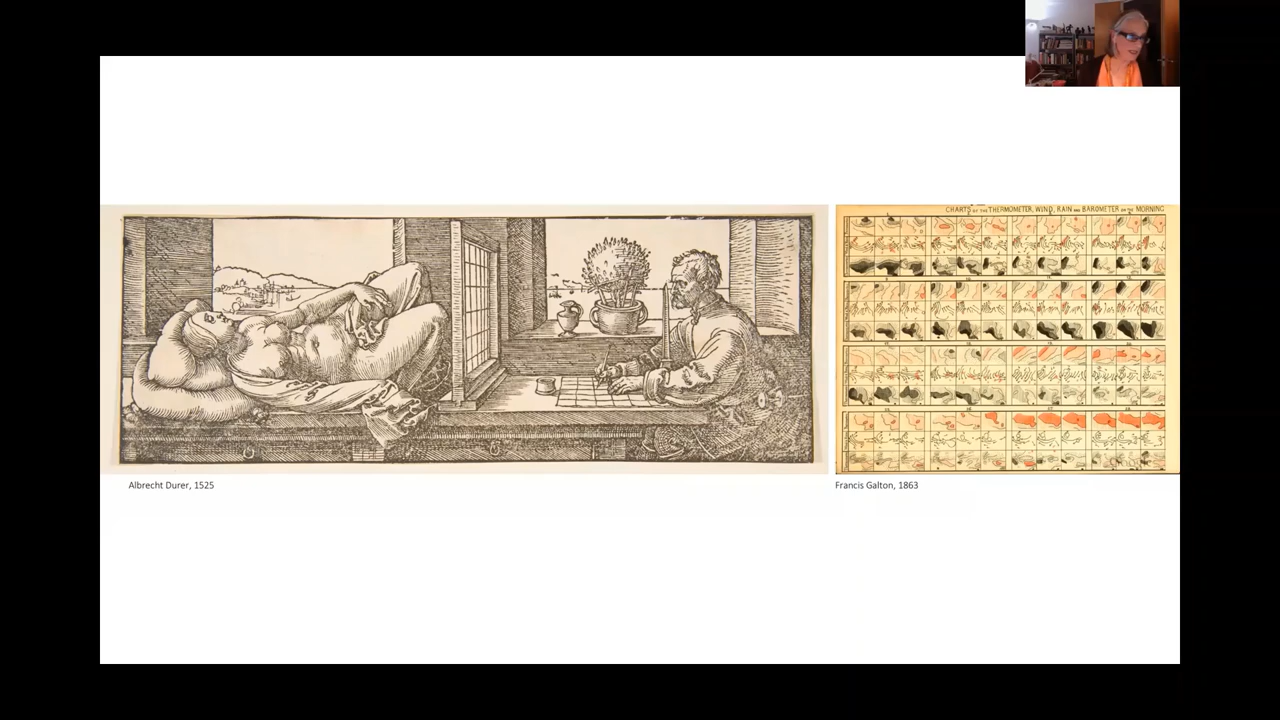 CHARTS OF THE THERMOMETER, WIND, RAIN AND BAROMETER ON THE MORNING
Albrecht Durer, 1525
Francis Galton, 1863